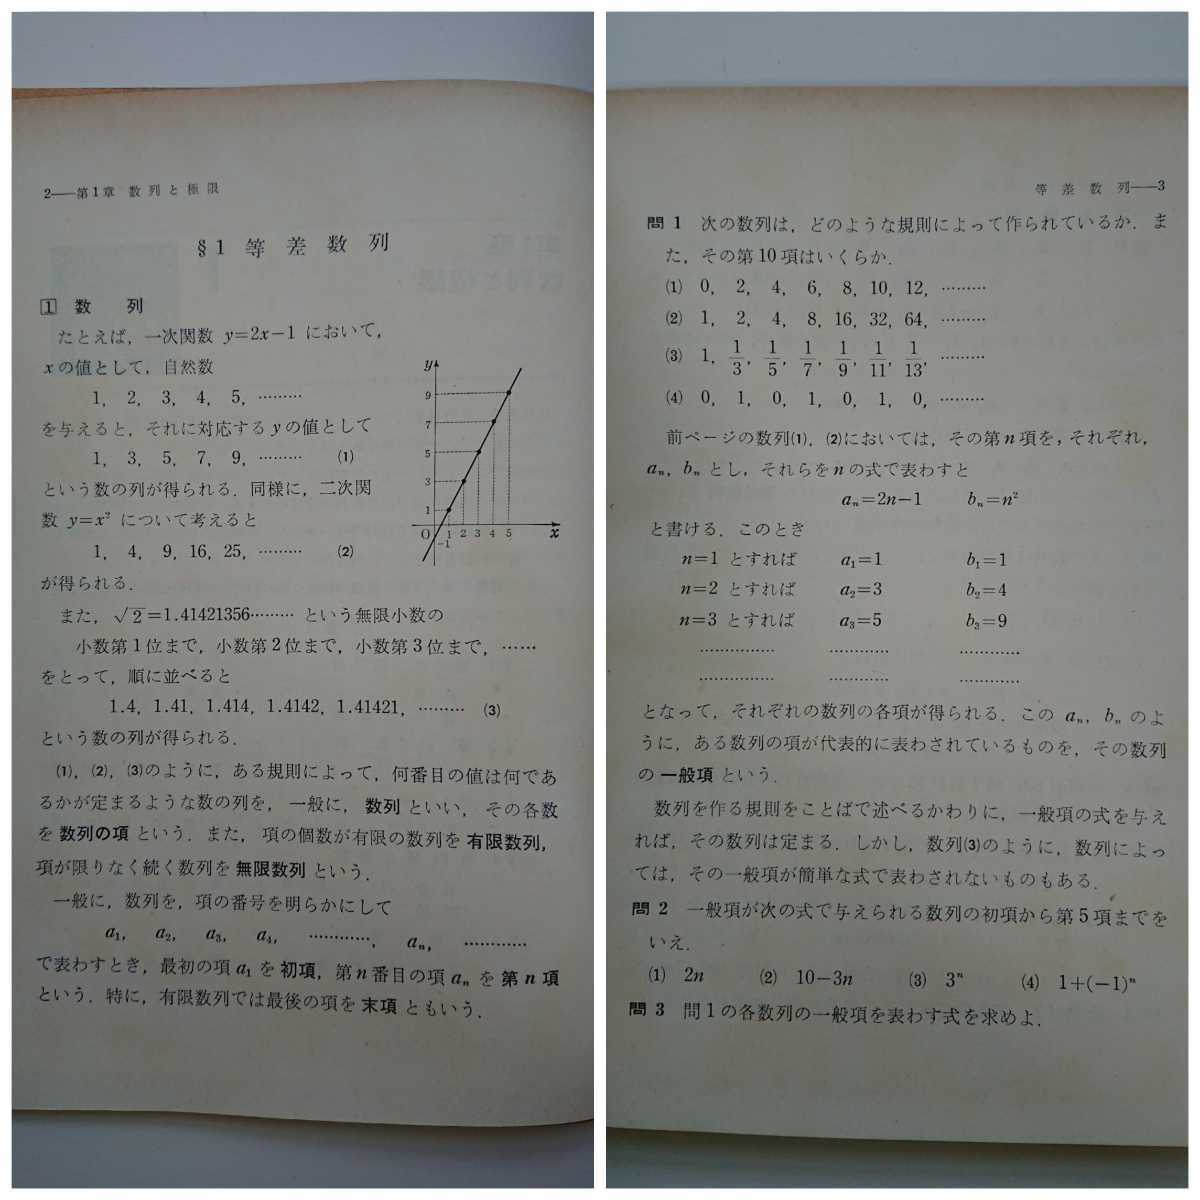 2——第1章 数列と極限
§1 等差数列
1 数列
たとえば，一次関数 y=2x−1 において，
xの値として，自然数
1, 2, 3, 4, 5, ………
を与えると，それに対応するyの値として
1, 3, 5, 7, 9, ……… (1)
という数の列が得られる．同様に，二次関
数 y=x² について考えると
1, 4, 9, 16, 25, ……… (2)
が得られる．
y
9
7
5
3
1
O 1 2 3 4 5 x
−1
また，√2=1.41421356……… という無限小数の
小数第1位まで，小数第2位まで，小数第3位まで，……
をとって，順に並べると
1.4, 1.41, 1.414, 1.4142, 1.41421, ……… (3)
という数の列が得られる．
(1), (2), (3)のように，ある規則によって，何番目の値は何であ
るかが定まるような数の列を，一般に，数列 といい，その各数
を 数列の項 という．また，項の個数が有限の数列を 有限数列，
項が限りなく続く数列を 無限数列 という．
一般に，数列を，項の番号を明らかにして
a₁, a₂, a₃, a₄, …………, aₙ, …………
で表わすとき，最初の項 a₁ を 初項，第n番目の項 aₙ を 第n項
という．特に，有限数列では最後の項を 末項 ともいう．
等差数列——3
問1 次の数列は，どのような規則によって作られているか．ま
た，その第10項はいくらか．
(1) 0, 2, 4, 6, 8, 10, 12, ………
(2) 1, 2, 4, 8, 16, 32, 64, ………
(3) 1, 1/3, 1/5, 1/7, 1/9, 1/11, 1/13, ………
(4) 0, 1, 0, 1, 0, 1, 0, ………
前ページの数列(1), (2)においては，その第n項を，それぞれ，
aₙ, bₙ とし，それらをnの式で表わすと
aₙ=2n−1 bₙ=n²
と書ける．このとき
n=1 とすれば a₁=1 b₁=1
n=2 とすれば a₂=3 b₂=4
n=3 とすれば a₃=5 b₃=9
…………… ………… …………
…………… ………… …………
となって，それぞれの数列の各項が得られる．この aₙ, bₙ のよ
うに，ある数列の項が代表的に表わされているものを，その数列
の 一般項 という．
数列を作る規則をことばで述べるかわりに，一般項の式を与え
れば，その数列は定まる．しかし，数列(3)のように，数列によっ
ては，その一般項が簡単な式で表わされないものもある．
問2 一般項が次の式で与えられる数列の初項から第5項までを
いえ．
(1) 2n (2) 10−3n (3) 3ⁿ (4) 1+(−1)ⁿ
問3 問1の各数列の一般項を表わす式を求めよ．